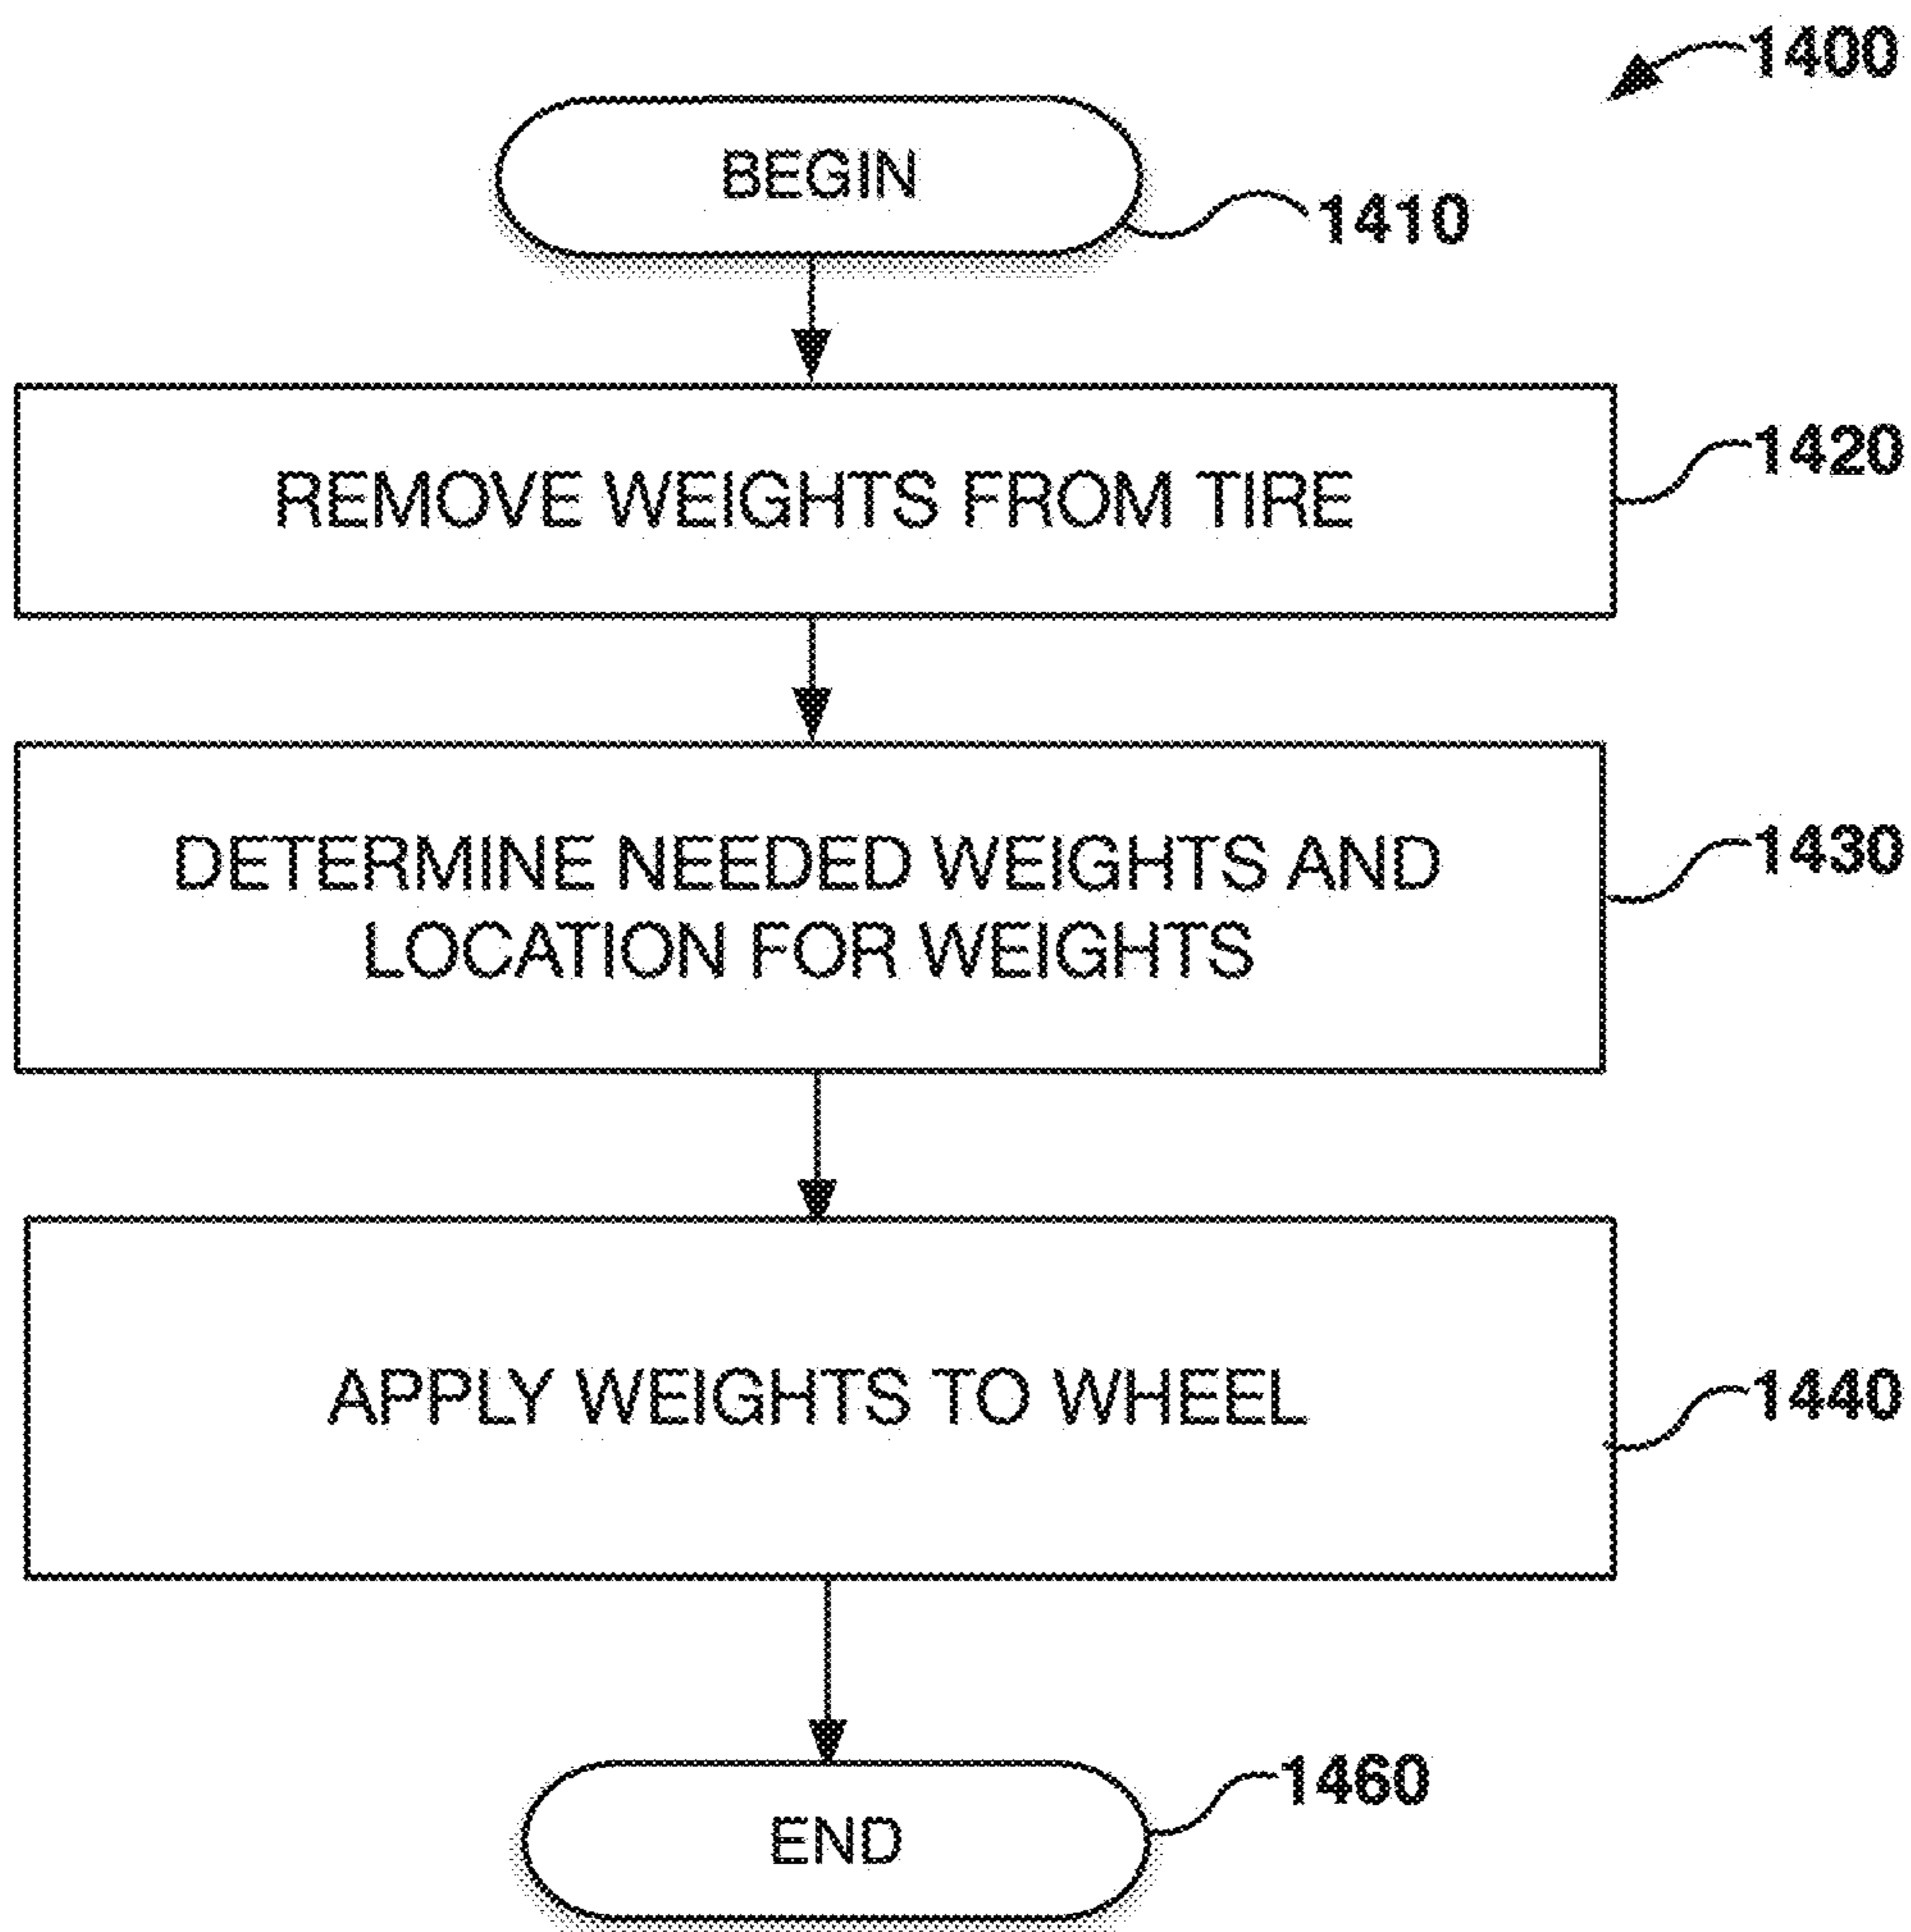 1400
BEGIN
1410
REMOVE WEIGHTS FROM TIRE
1420
DETERMINE NEEDED WEIGHTS AND
LOCATION FOR WEIGHTS
1430
APPLY WEIGHTS TO WHEEL
1440
END
1460